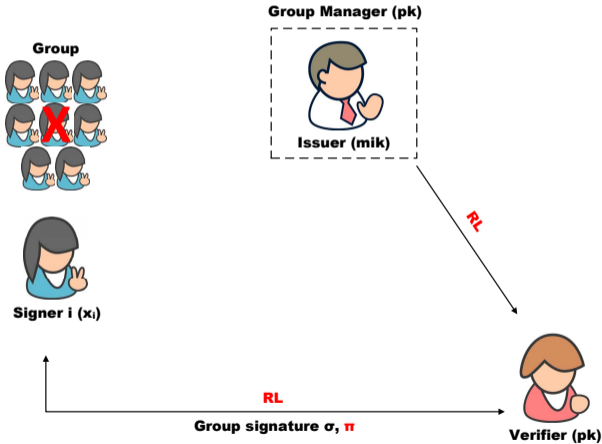 Group Manager (pk)
Group
Issuer (mik)
RL
Signer i (xᵢ)
RL
Group signature σ, π
Verifier (pk)
X